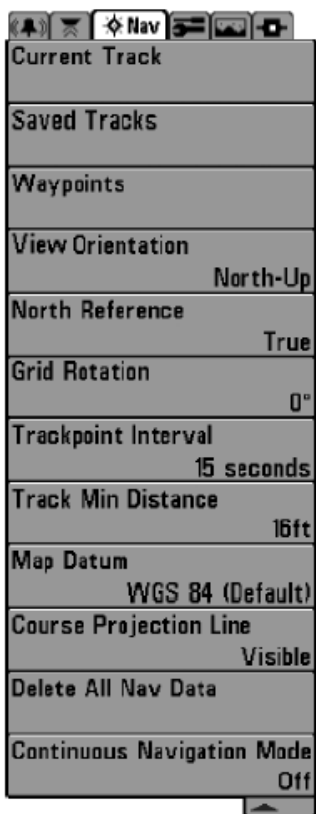 Nav
Current Track
Saved Tracks
Waypoints
View Orientation
North-Up
North Reference
True
Grid Rotation
0°
Trackpoint Interval
15 seconds
Track Min Distance
16ft
Map Datum
WGS 84 (Default)
Course Projection Line
Visible
Delete All Nav Data
Continuous Navigation Mode
Off